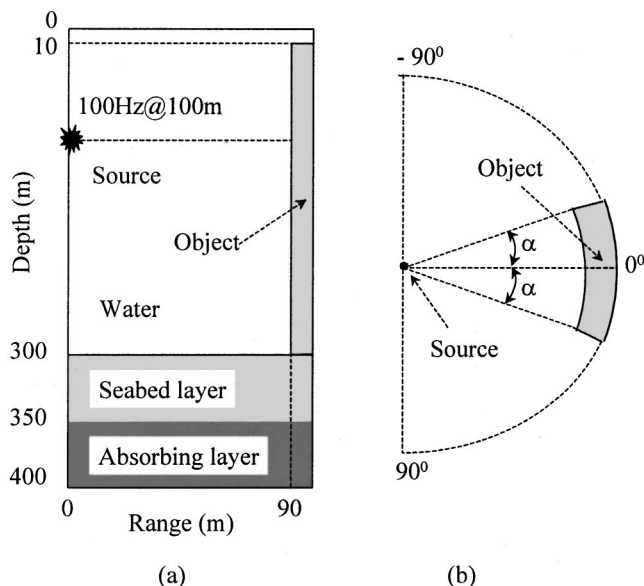 0
10
100Hz@100m
Source
Object
Water
Depth (m)
300
Seabed layer
350
Absorbing layer
400
0
90
Range (m)
(a)
- 90⁰
Object
α
0⁰
α
Source
90⁰
(b)